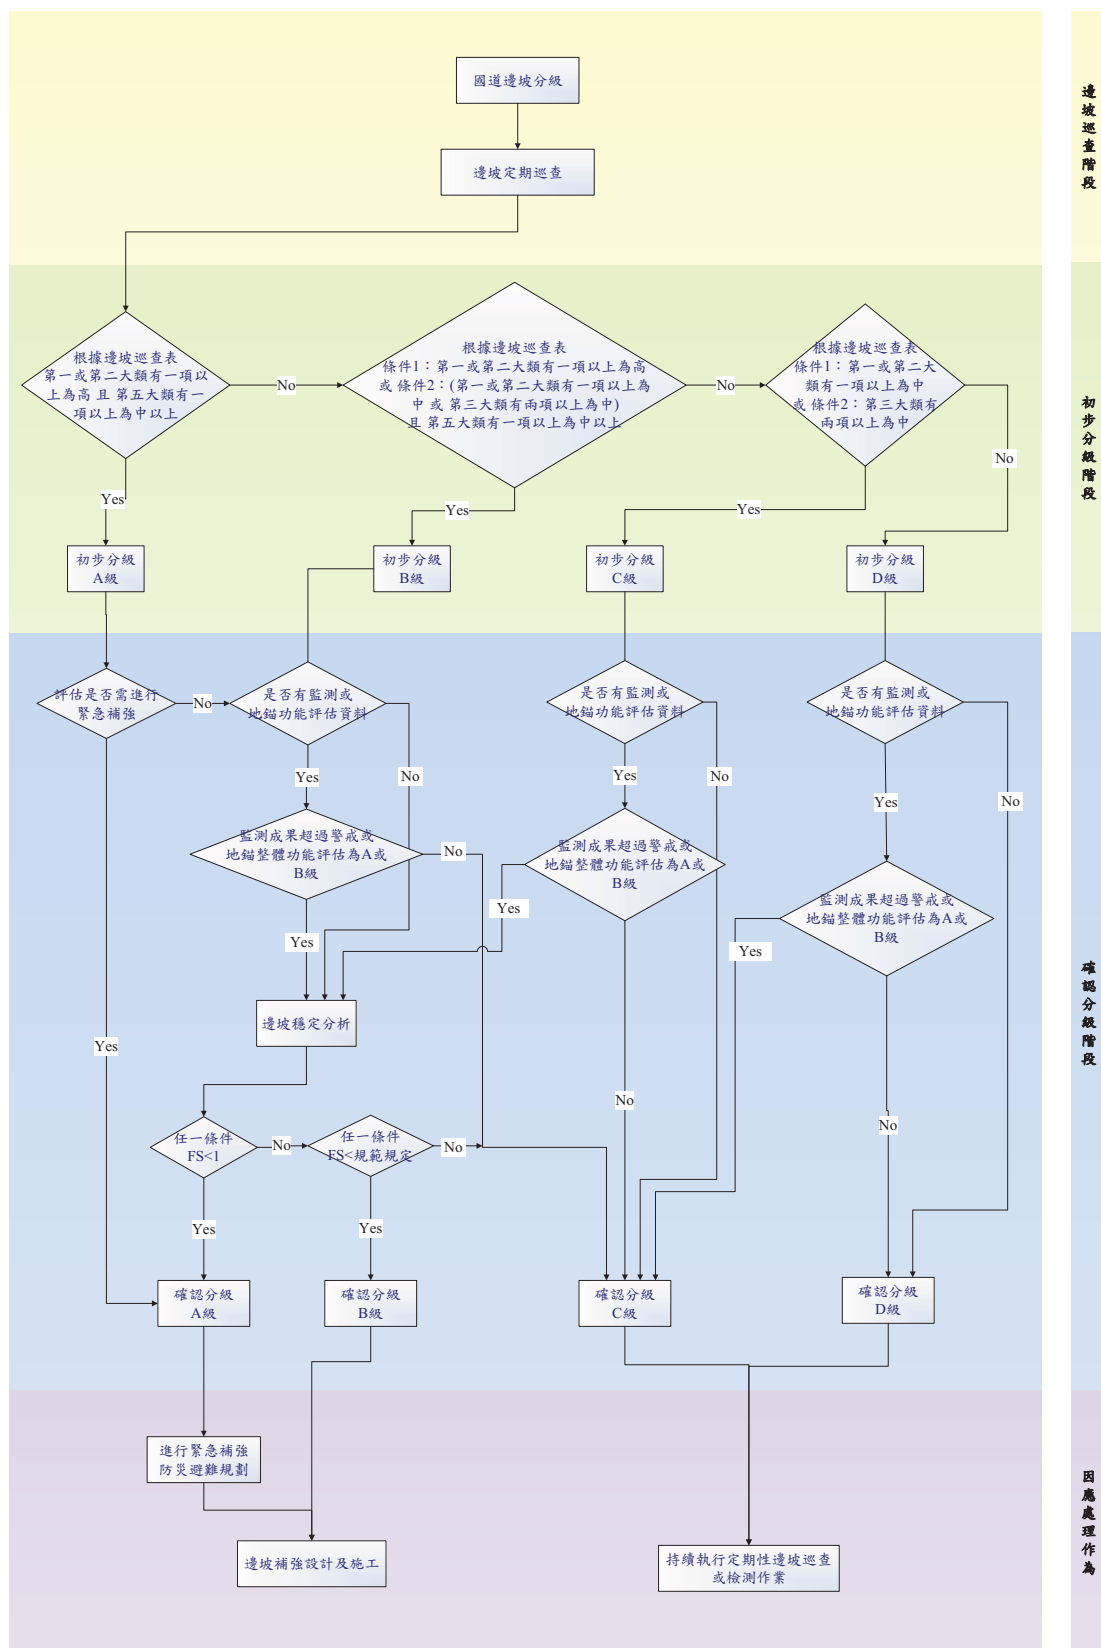 國道邊坡分級
邊坡定期巡查
邊坡巡查階段
根據邊坡巡查表
第一或第二大類有一項以
上為高 且 第五大類有一
項以上為中以上
No
根據邊坡巡查表
條件1：第一或第二大類有一項以上為高
或 條件2：(第一或第二大類有一項以上為
中 或 第三大類有兩項以上為中)
且 第五大類有一項以上為中以上
No
根據邊坡巡查表
條件1：第一或第二大
類有一項以上為中
或 條件2：第三大類有
兩項以上為中
No
Yes
Yes
Yes
初步分級
A級
初步分級
B級
初步分級
C級
初步分級
D級
初步分級階段
評估是否需進行
緊急補強
No
是否有監測或
地錨功能評估資料
是否有監測或
地錨功能評估資料
是否有監測或
地錨功能評估資料
Yes
No
Yes
No
Yes
No
監測成果超過警戒或
地錨整體功能評估為A或
B級
No
監測成果超過警戒或
地錨整體功能評估為A或
B級
監測成果超過警戒或
地錨整體功能評估為A或
B級
Yes
Yes
Yes
邊坡穩定分析
Yes
No
No
任一條件
FS<1
No
任一條件
FS<規範規定
No
Yes
Yes
確認分級
A級
確認分級
B級
確認分級
C級
確認分級
D級
確認分級階段
進行緊急補強
防災避難規劃
邊坡補強設計及施工
持續執行定期性邊坡巡查
或檢測作業
因應處理作為